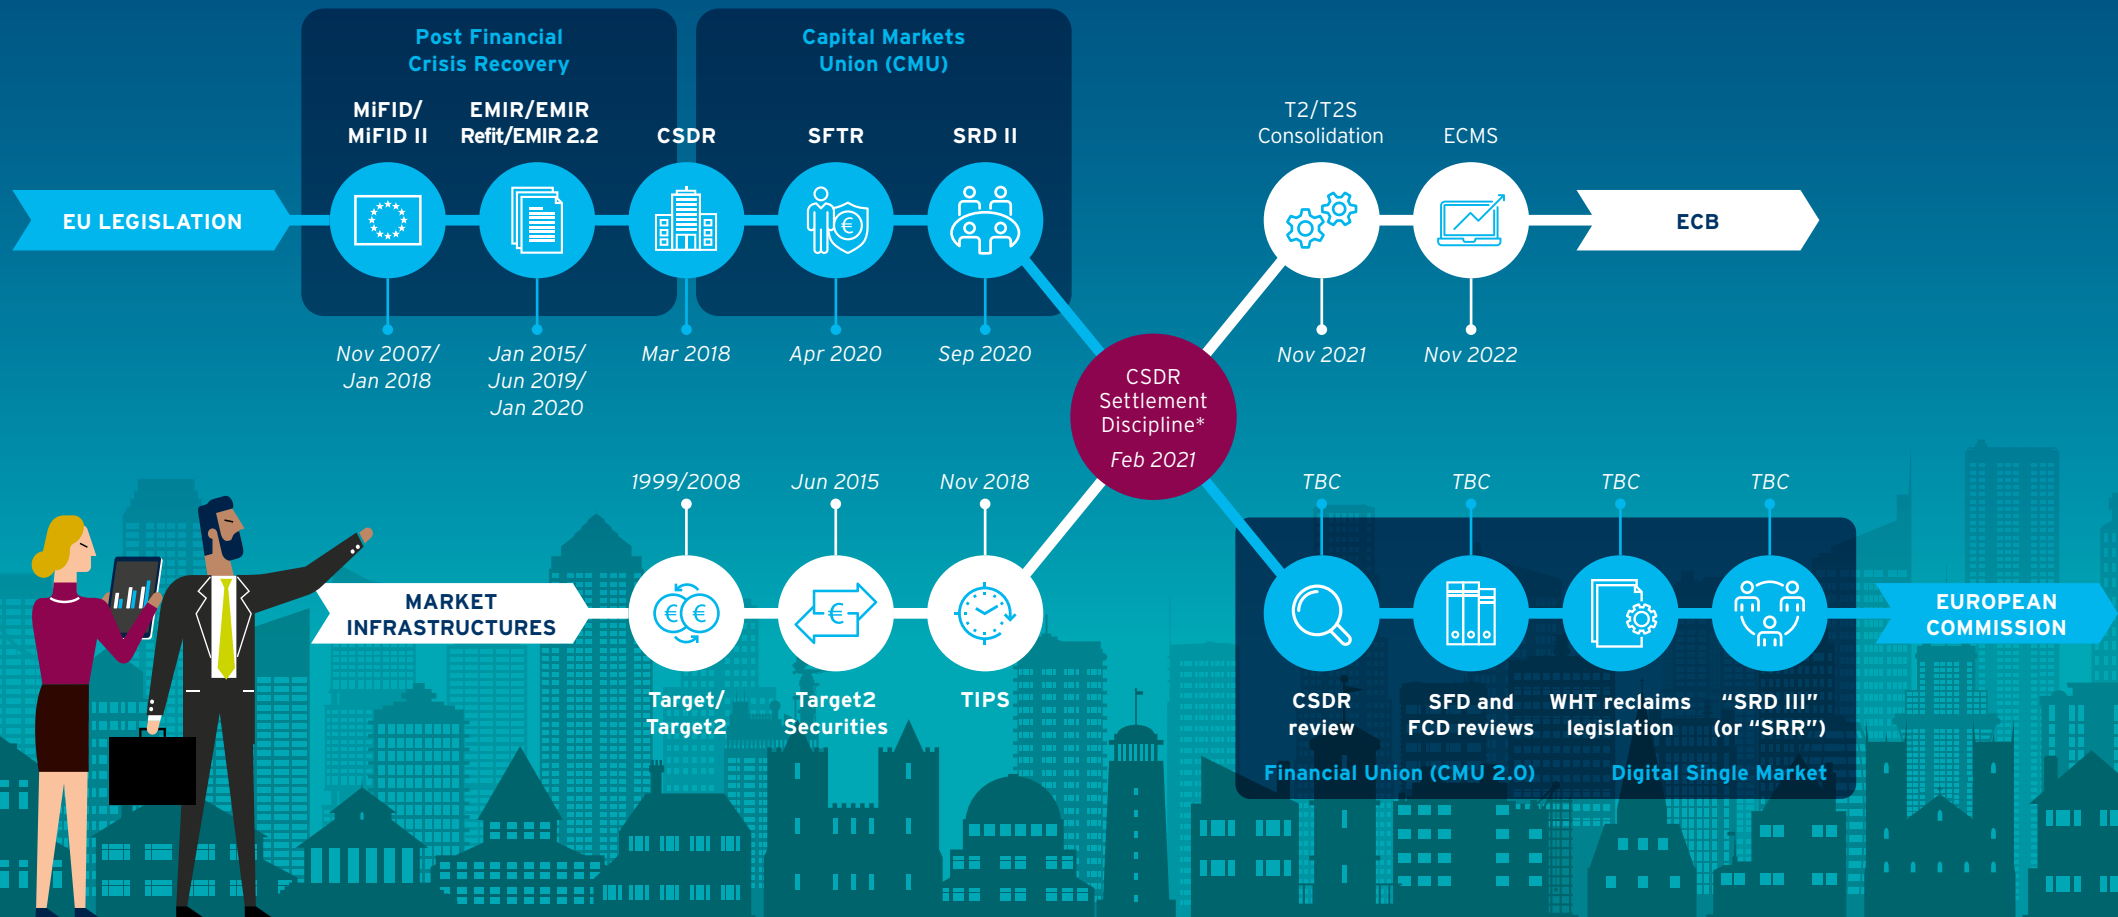 Post Financial
Crisis Recovery
Capital Markets
Union (CMU)
MiFID/
MiFID II
EMIR/EMIR
Refit/EMIR 2.2
CSDR
SFTR
SRD II
T2/T2S
Consolidation
ECMS
EU LEGISLATION
ECB
Nov 2007/
Jan 2018
Jan 2015/
Jun 2019/
Jan 2020
Mar 2018
Apr 2020
Sep 2020
Nov 2021
Nov 2022
CSDR
Settlement
Discipline*
Feb 2021
1999/2008
Jun 2015
Nov 2018
TBC
TBC
TBC
TBC
MARKET
INFRASTRUCTURES
EUROPEAN
COMMISSION
Target/
Target2
Target2
Securities
TIPS
CSDR
review
SFD and
FCD reviews
WHT reclaims
legislation
“SRD III”
(or “SRR”)
Financial Union (CMU 2.0)
Digital Single Market